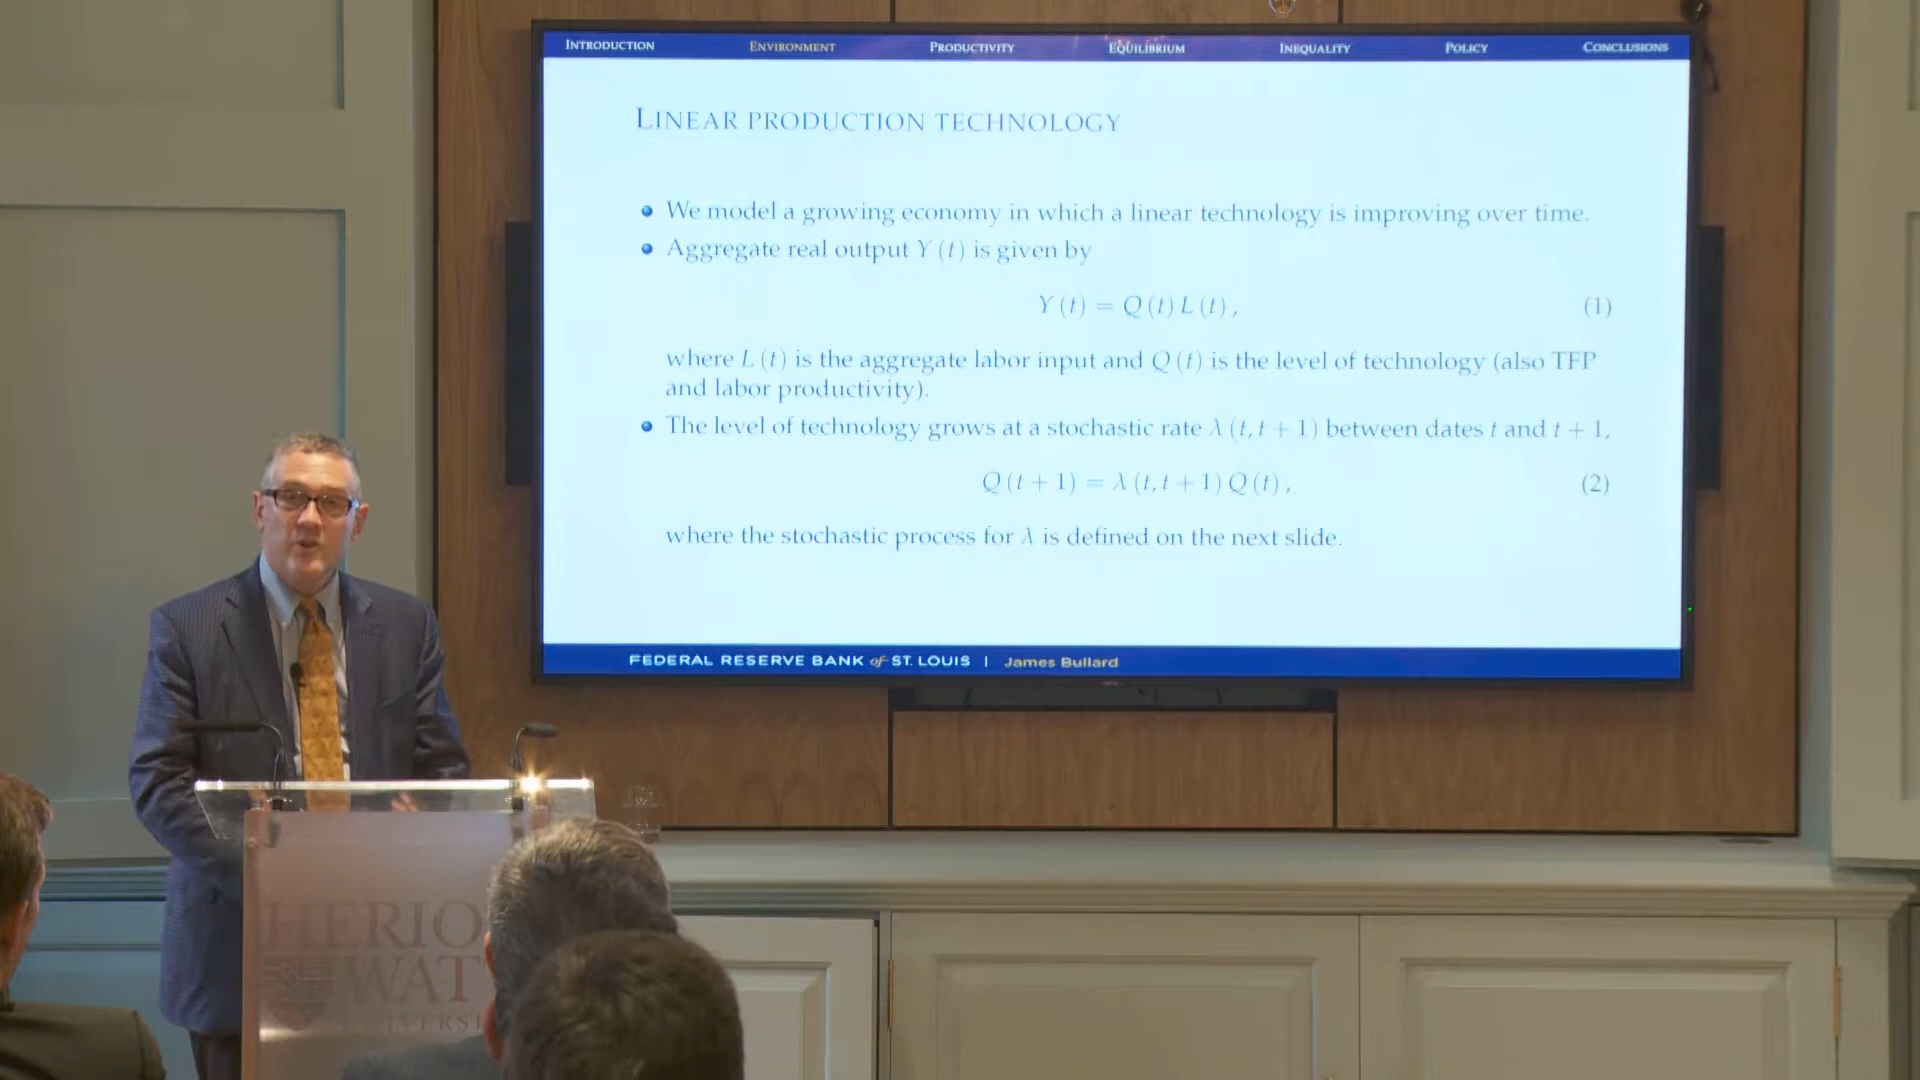 INTRODUCTION ENVIRONMENT PRODUCTIVITY EQUILIBRIUM INEQUALITY POLICY CONCLUSIONS
LINEAR PRODUCTION TECHNOLOGY
We model a growing economy in which a linear technology is improving over time.
Aggregate real output Y (t) is given by
Y (t) = Q (t) L (t) , (1)
where L (t) is the aggregate labor input and Q (t) is the level of technology (also TFP
and labor productivity).
The level of technology grows at a stochastic rate λ (t, t + 1) between dates t and t + 1,
Q (t + 1) = λ (t, t + 1) Q (t) , (2)
where the stochastic process for λ is defined on the next slide.
FEDERAL RESERVE BANK of ST. LOUIS | James Bullard
HERIO
WAT
VERSI